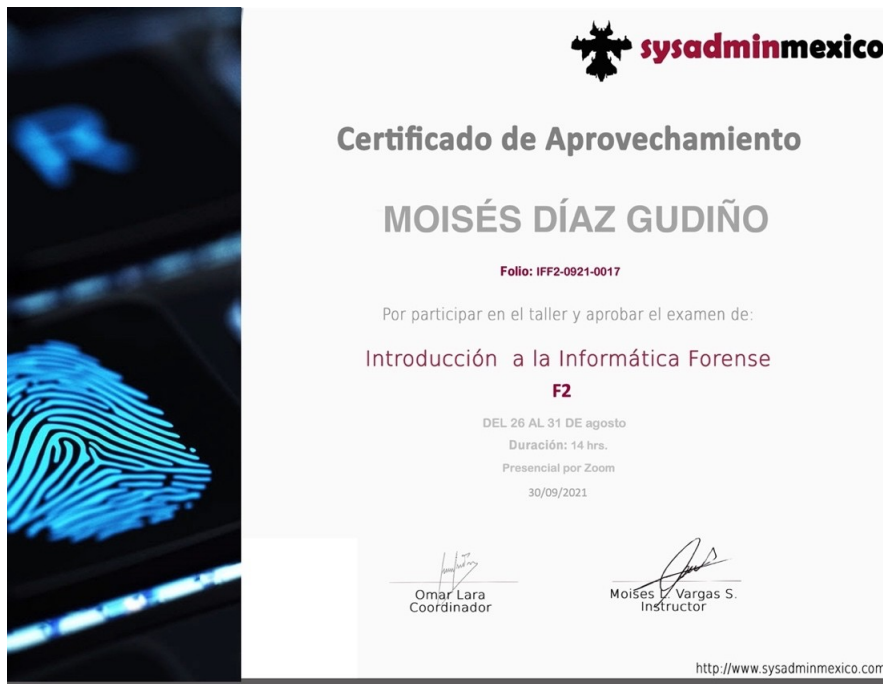 sysadminmexico
Certificado de Aprovechamiento
MOISÉS DÍAZ GUDIÑO
Folio: IFF2-0921-0017
Por participar en el taller y aprobar el examen de:
Introducción a la Informática Forense
F2
DEL 26 AL 31 DE agosto
Duración: 14 hrs.
Presencial por Zoom
30/09/2021
Omar Lara
Coordinador
Moises L. Vargas S.
Instructor
http://www.sysadminmexico.com